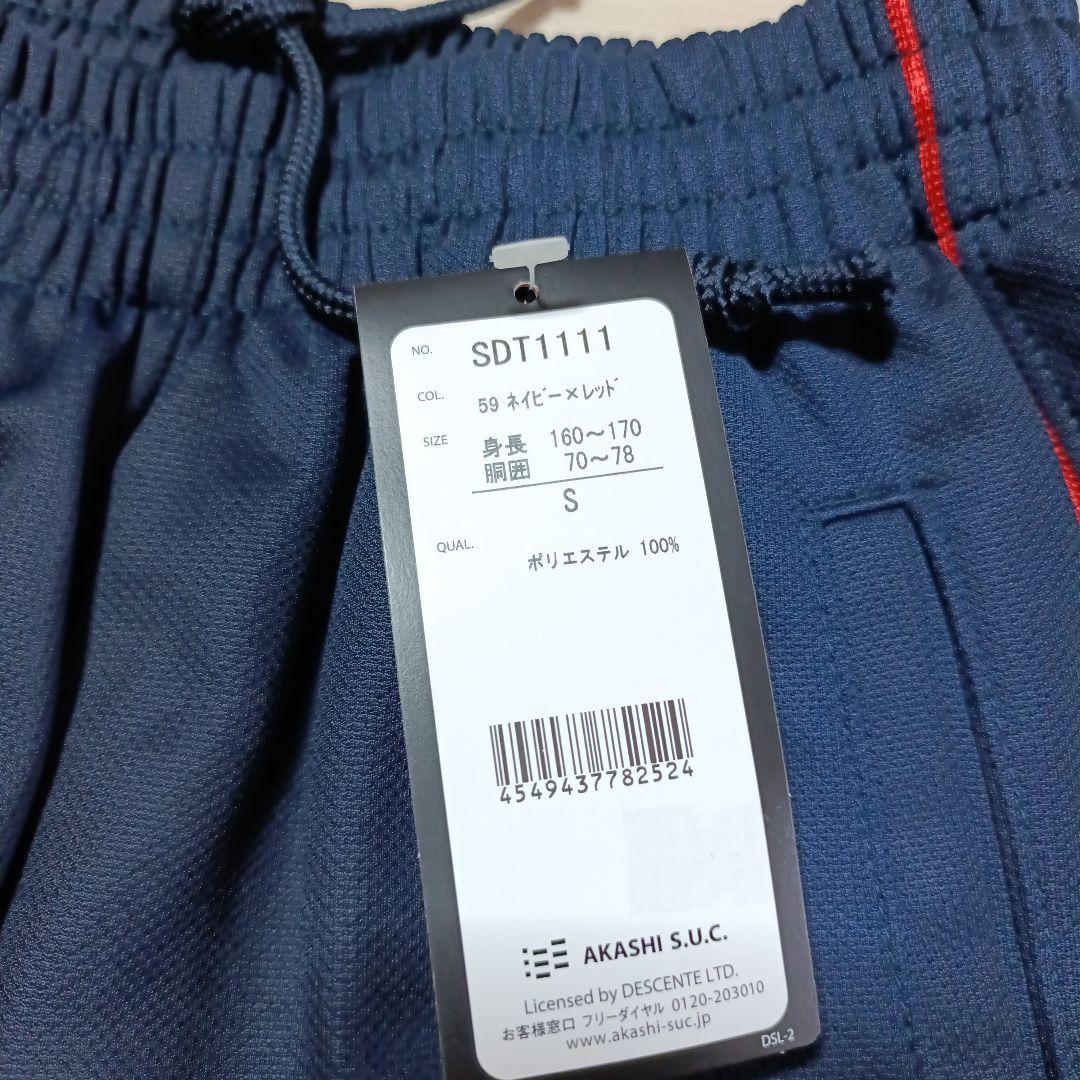 NO. SDT1111
COL. 59 ネイビー×レッド
SIZE 身長 160～170
胴囲 70～78
S
QUAL. ポリエステル 100%
4549437782524
AKASHI S.U.C.
Licensed by DESCENTE LTD.
お客様窓口 フリーダイヤル 0120-203010
www.akashi-suc.jp
DSL-2